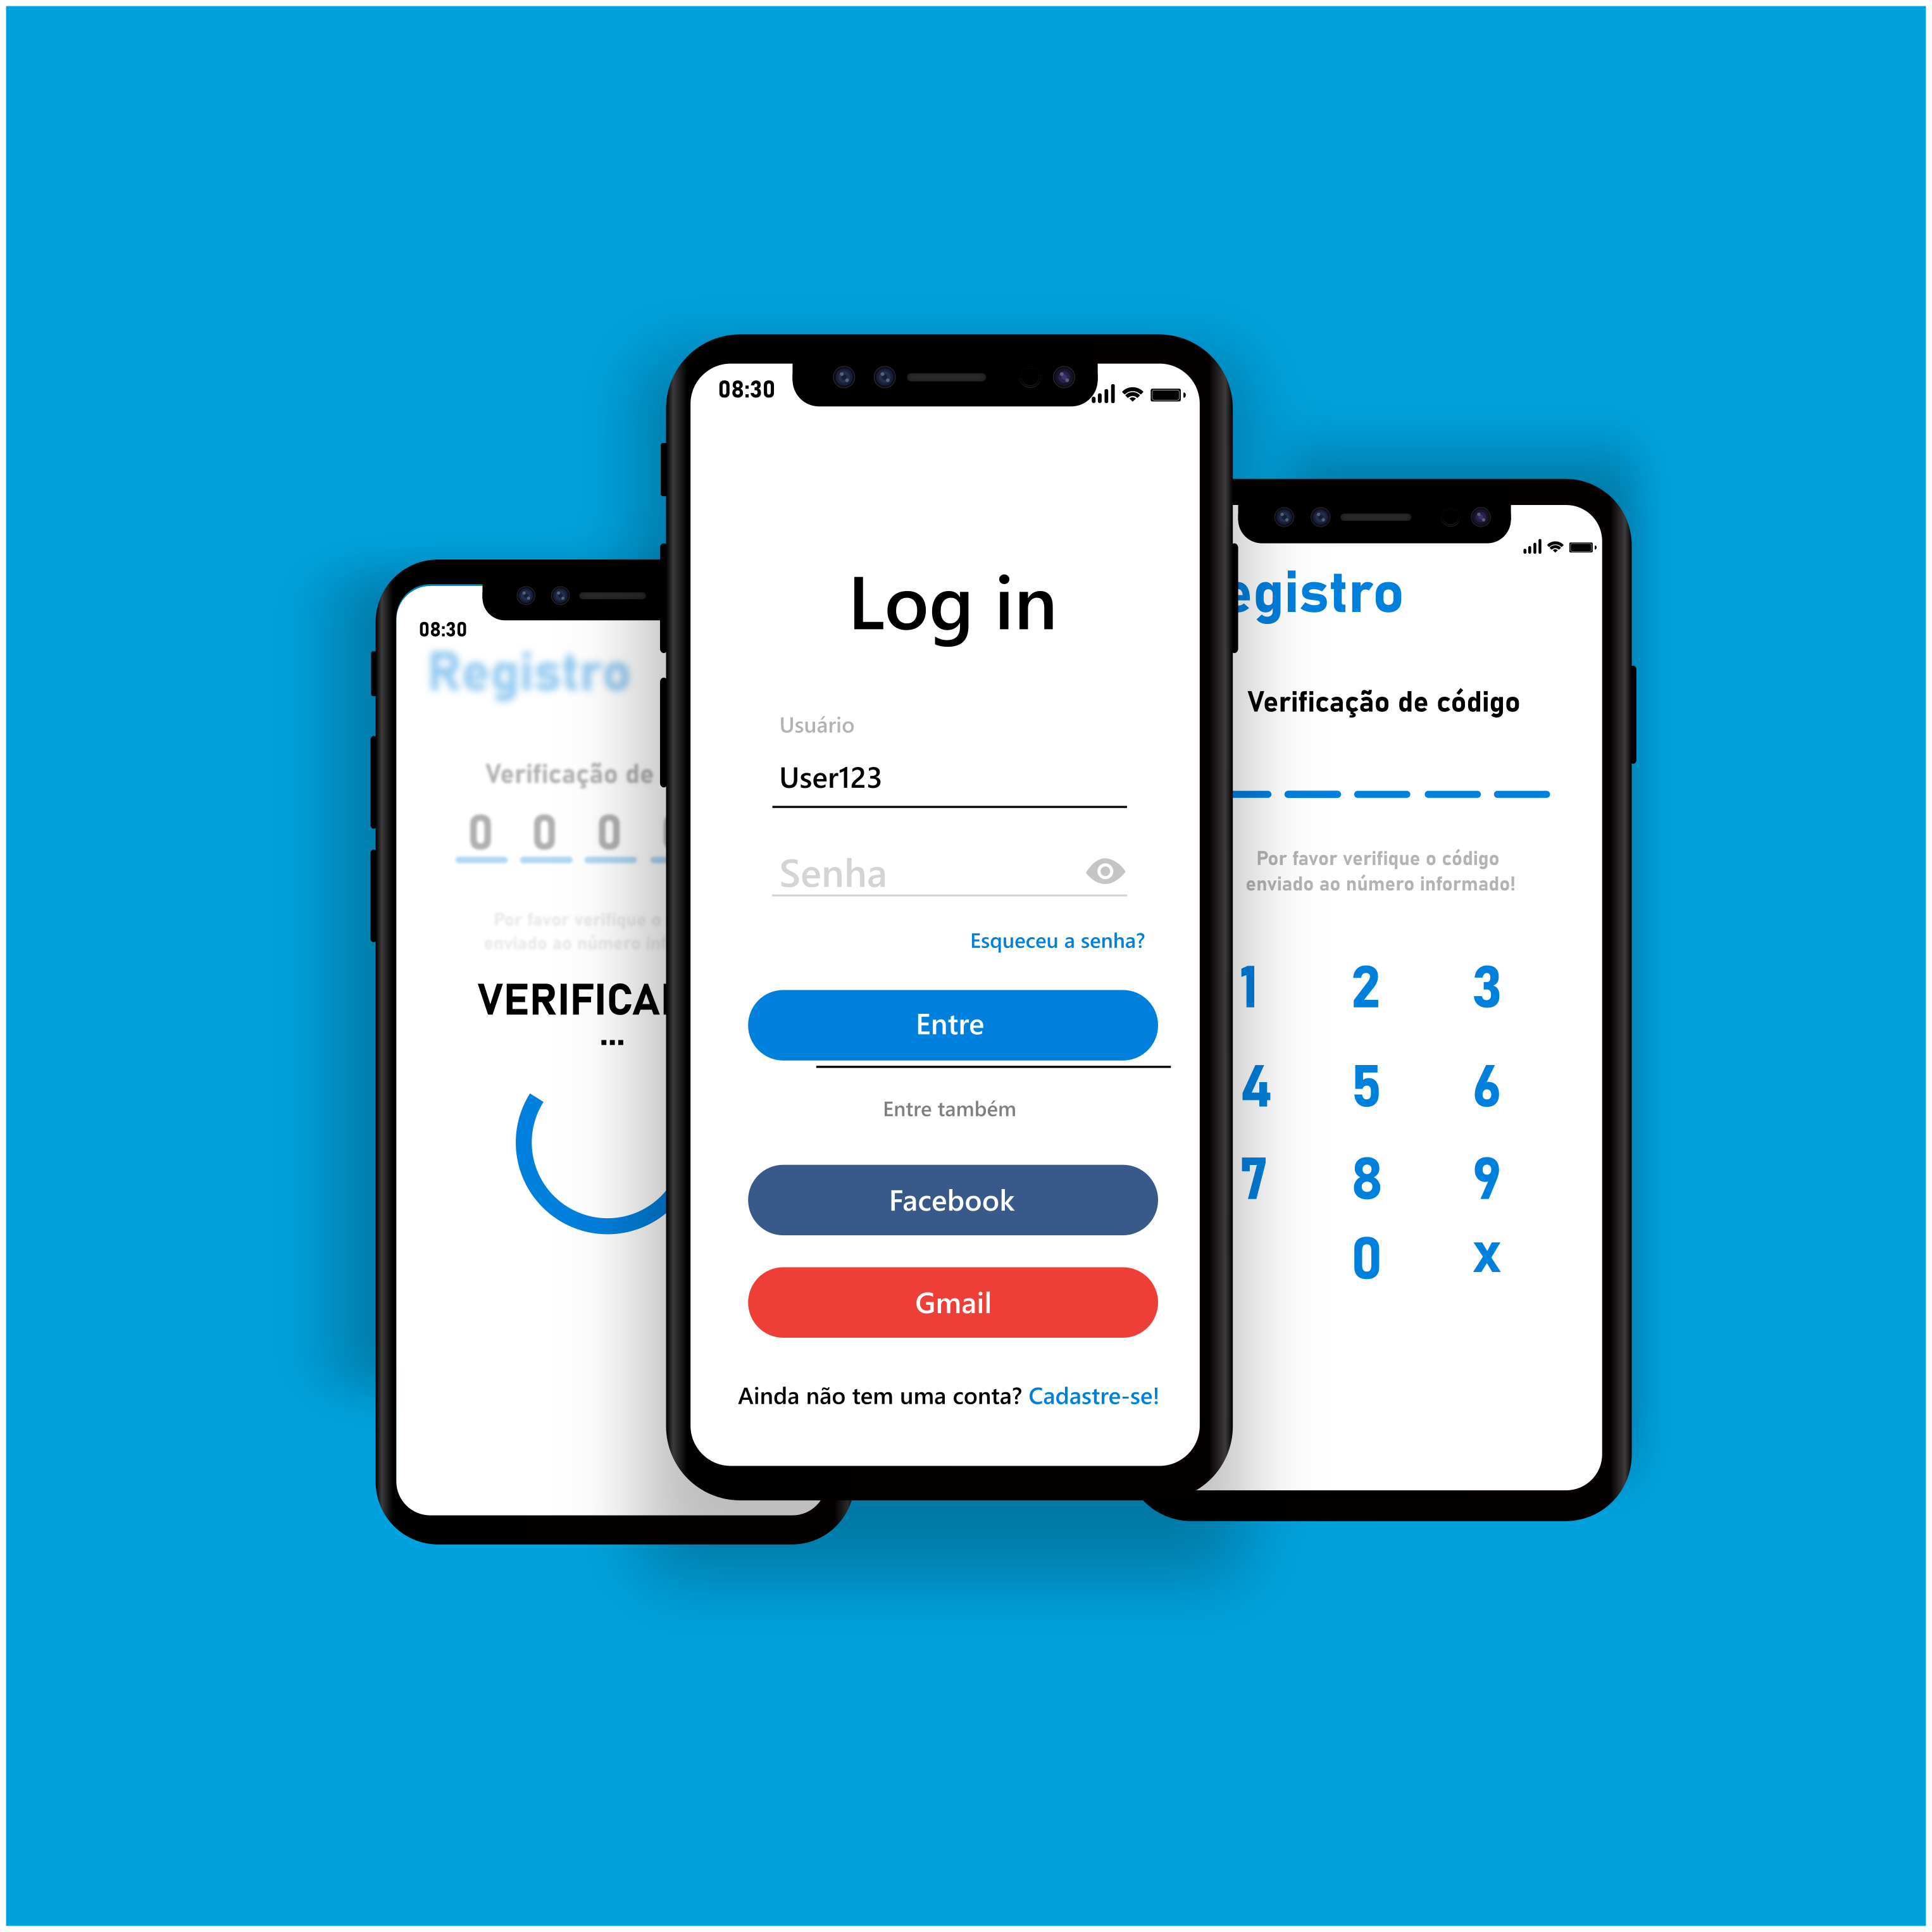 08:30
Registro
Verificação de
0 0 0
Por favor verifique o
enviado ao número
VERIFICA
...
08:30
Log in
Usuário
User123
Senha
Esqueceu a senha?
Entre
Entre também
Facebook
Gmail
Ainda não tem uma conta? Cadastre-se!
egistro
Verificação de código
Por favor verifique o código
enviado ao número informado!
1 2 3
4 5 6
7 8 9
0 x